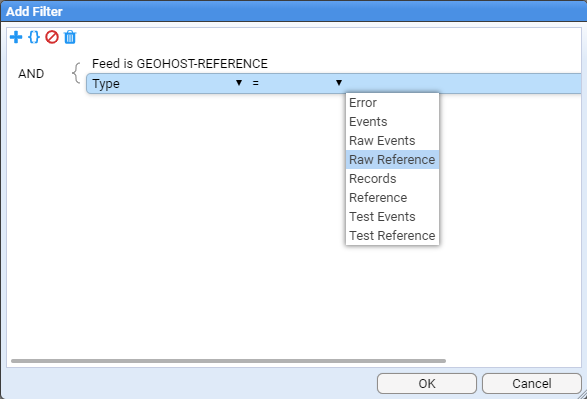 Add Filter
AND
Feed is GEOHOST-REFERENCE
Type =
Error
Events
Raw Events
Raw Reference
Records
Reference
Test Events
Test Reference
OK Cancel